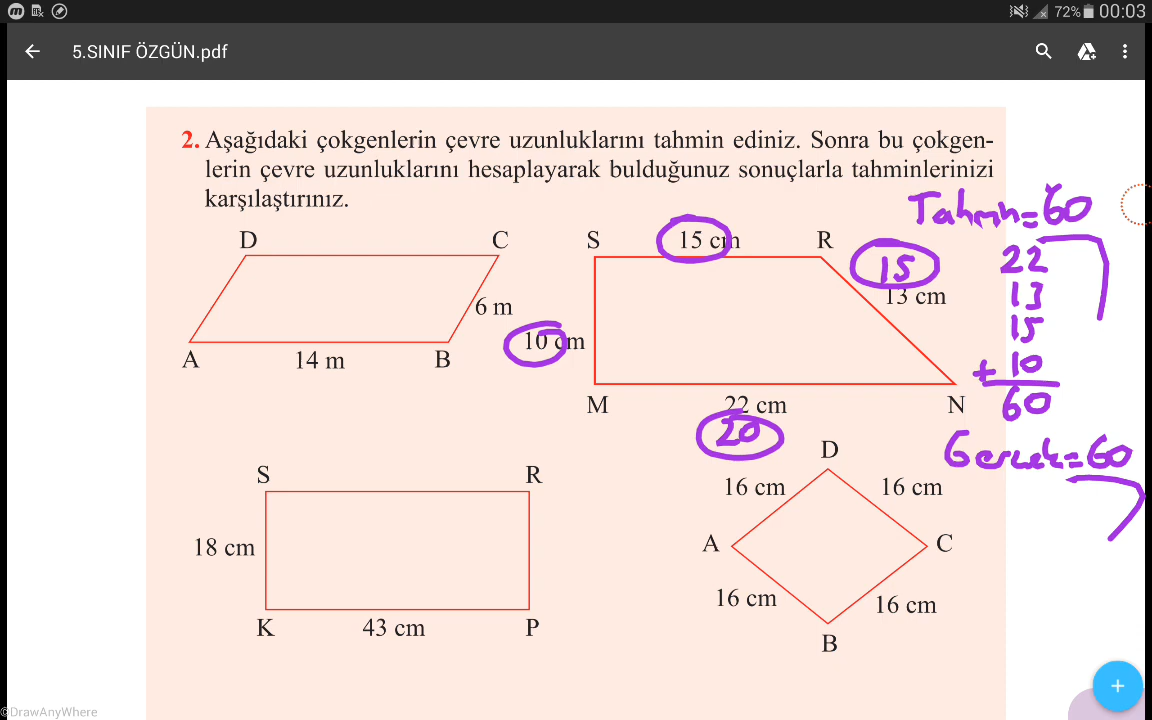 72% 00:03
5.SINIF ÖZGÜN.pdf
2. Aşağıdaki çokgenlerin çevre uzunluklarını tahmin ediniz. Sonra bu çokgen-
lerin çevre uzunluklarını hesaplayarak bulduğunuz sonuçlarla tahminlerinizi
karşılaştırınız.
Tahmin=60
D C
6 m
A 14 m B
S 15 cm R
15
13 cm
10 cm
M 22 cm N
20
22
13
15
+ 10
60
Gerçek=60
S R
18 cm
K 43 cm P
D
16 cm 16 cm
A C
16 cm 16 cm
B
+
©DrawAnyWhere